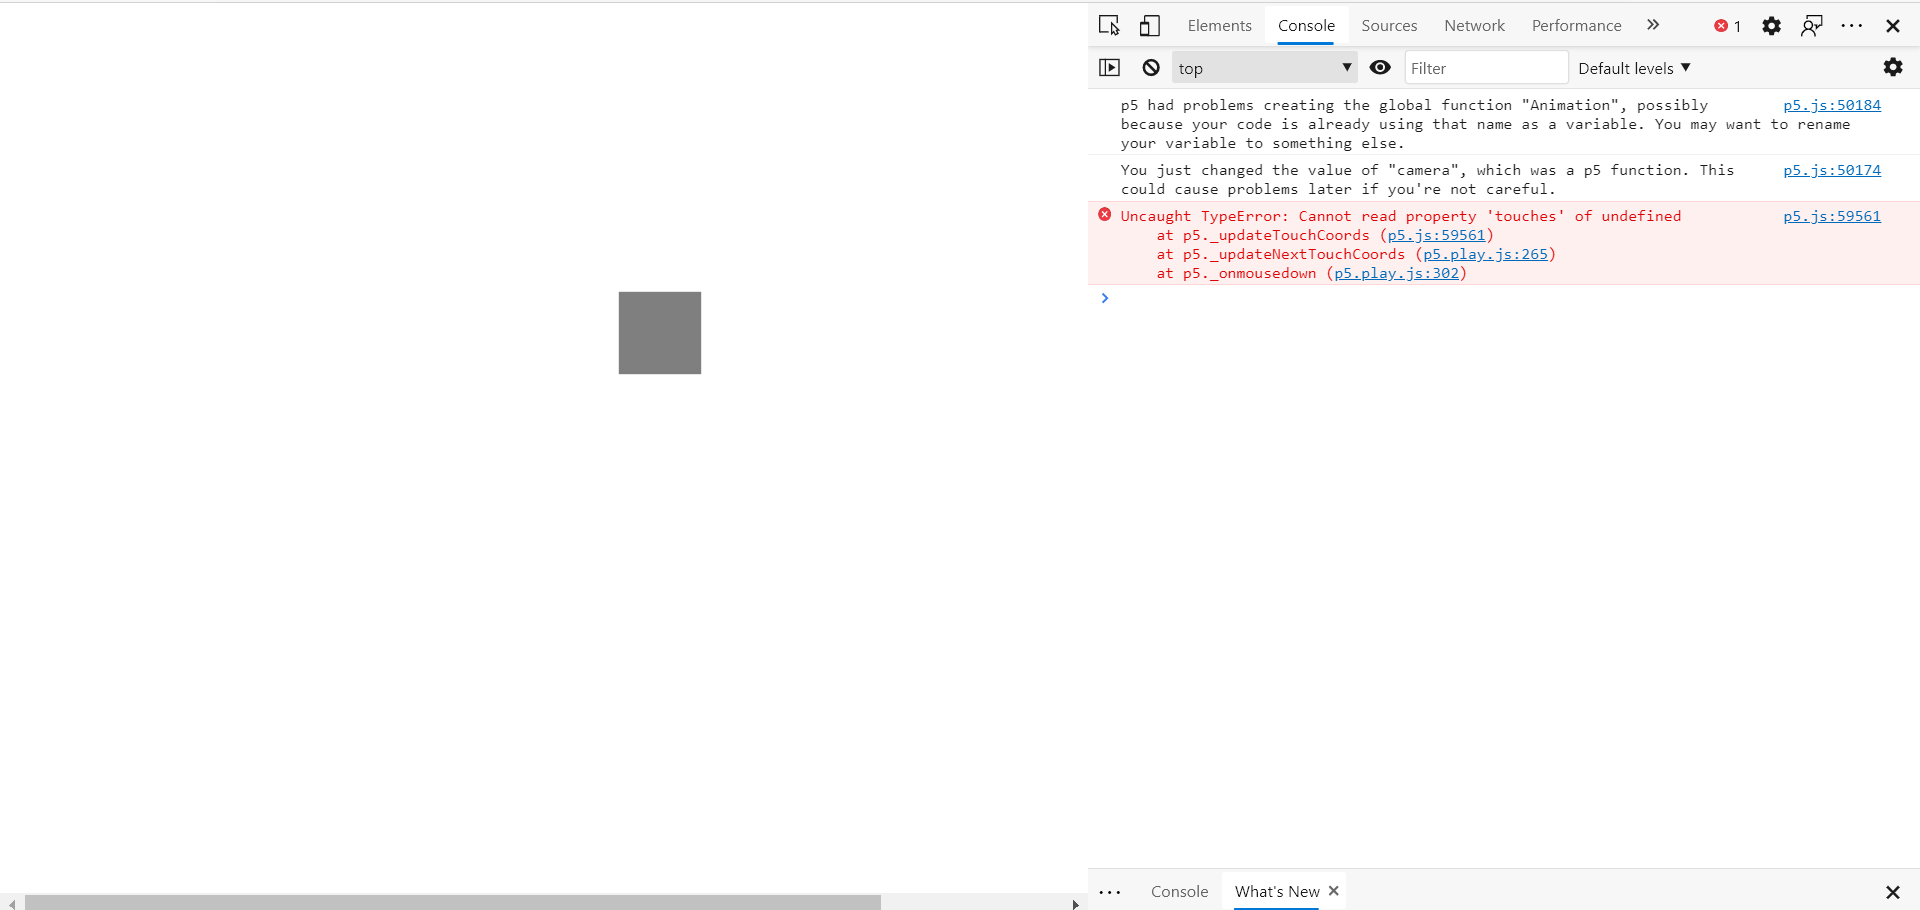 Elements Console Sources Network Performance 1
top Filter Default levels
p5 had problems creating the global function "Animation", possibly p5.js:50184
because your code is already using that name as a variable. You may want to rename
your variable to something else.
You just changed the value of "camera", which was a p5 function. This p5.js:50174
could cause problems later if you're not careful.
Uncaught TypeError: Cannot read property 'touches' of undefined p5.js:59561
at p5._updateTouchCoords (p5.js:59561)
at p5._updateNextTouchCoords (p5.play.js:265)
at p5._onmousedown (p5.play.js:302)
Console What's New